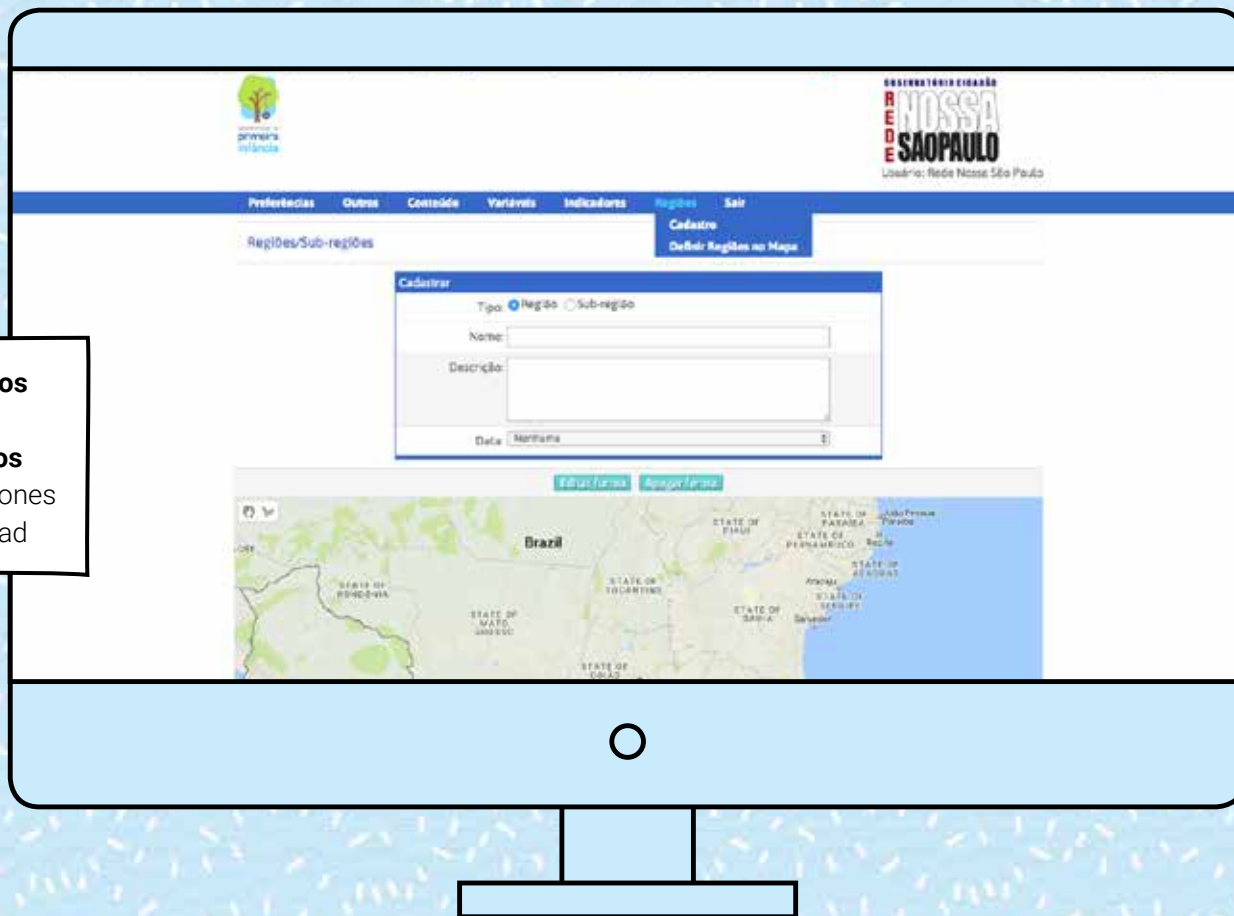 primeira
infância
OBSERVATÓRIO CIDADÃO
REDE
NOSSA
SÃOPAULO
Usuário: Rede Nossa São Paulo
Preferências Outros Conteúdo Variáveis Indicadores Regiões Sair
Cadastro
Definir Regiões no Mapa
Regiões/Sub-regiões
Cadastrar
Tipo: Região Sub-região
Nome:
Descrição:
Data: Nenhuma
os
os
ones
ad
Editar forma Apagar forma
Brazil
STATE OF
PIAUÍ
STATE OF
PARAÍBA
João Pessoa
Paraíba
STATE OF
PERNAMBUCO
Recife
STATE OF
ALAGOAS
Aracaju
STATE OF
SERGIPE
STATE OF
RONDÔNIA
STATE OF
TOCANTINS
STATE OF
MATO
GROSSO
STATE OF
BAHIA
Salvador
STATE OF
GOIÁS